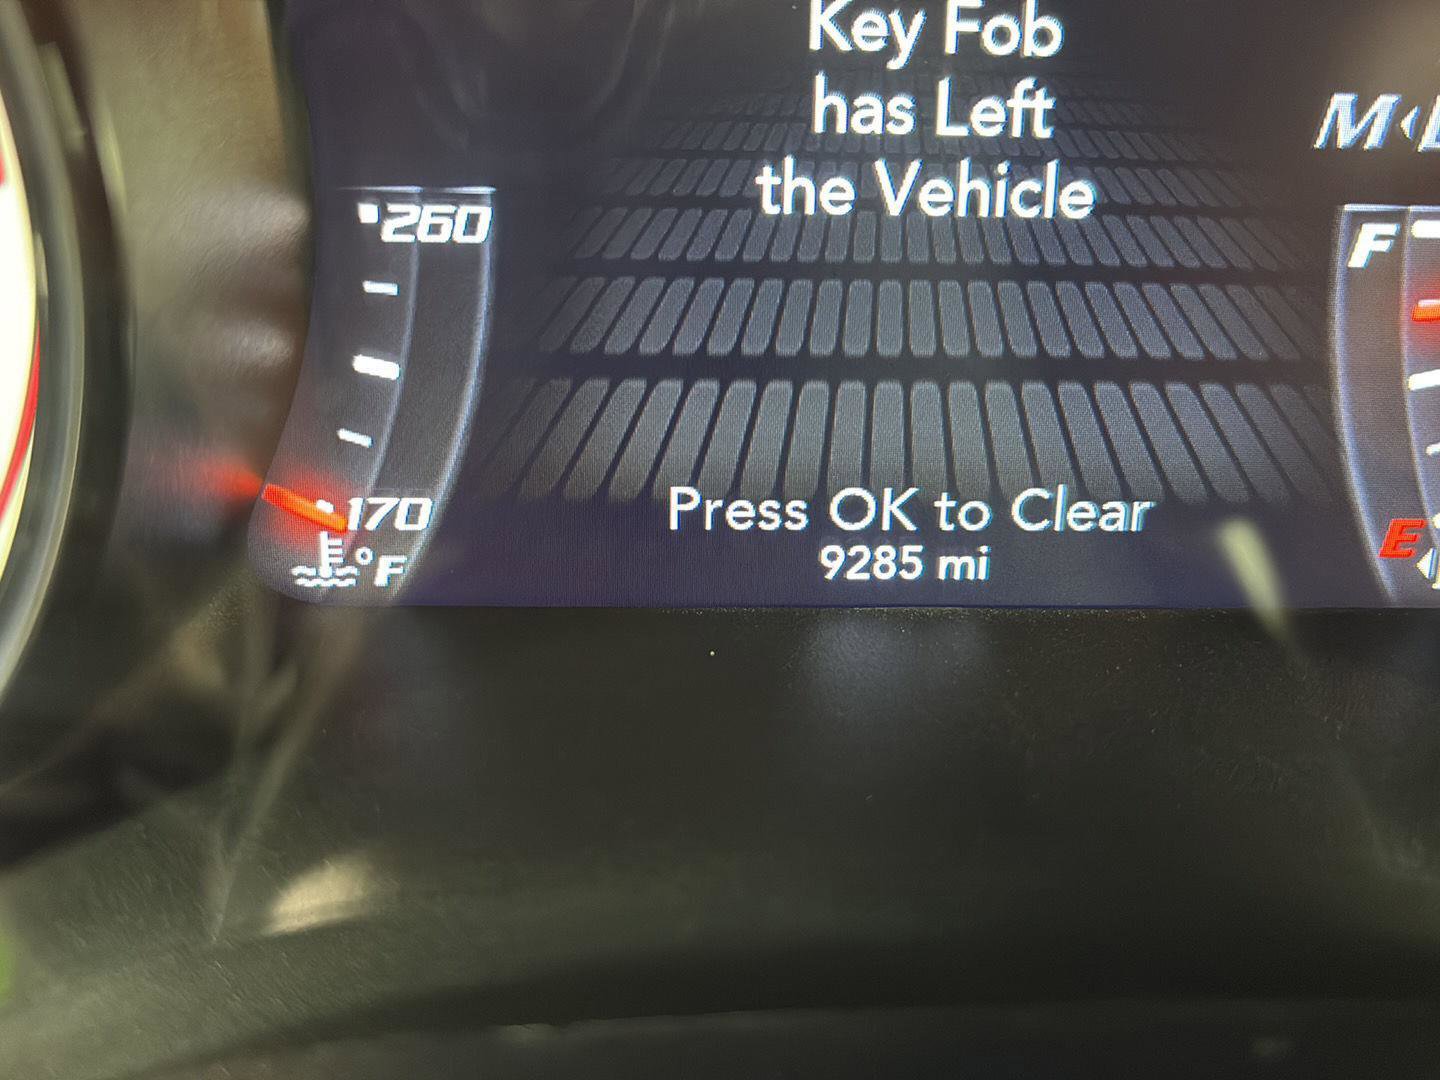 Key Fob
has Left
the Vehicle
M
260
F
170
°F
E
Press OK to Clear
9285 mi